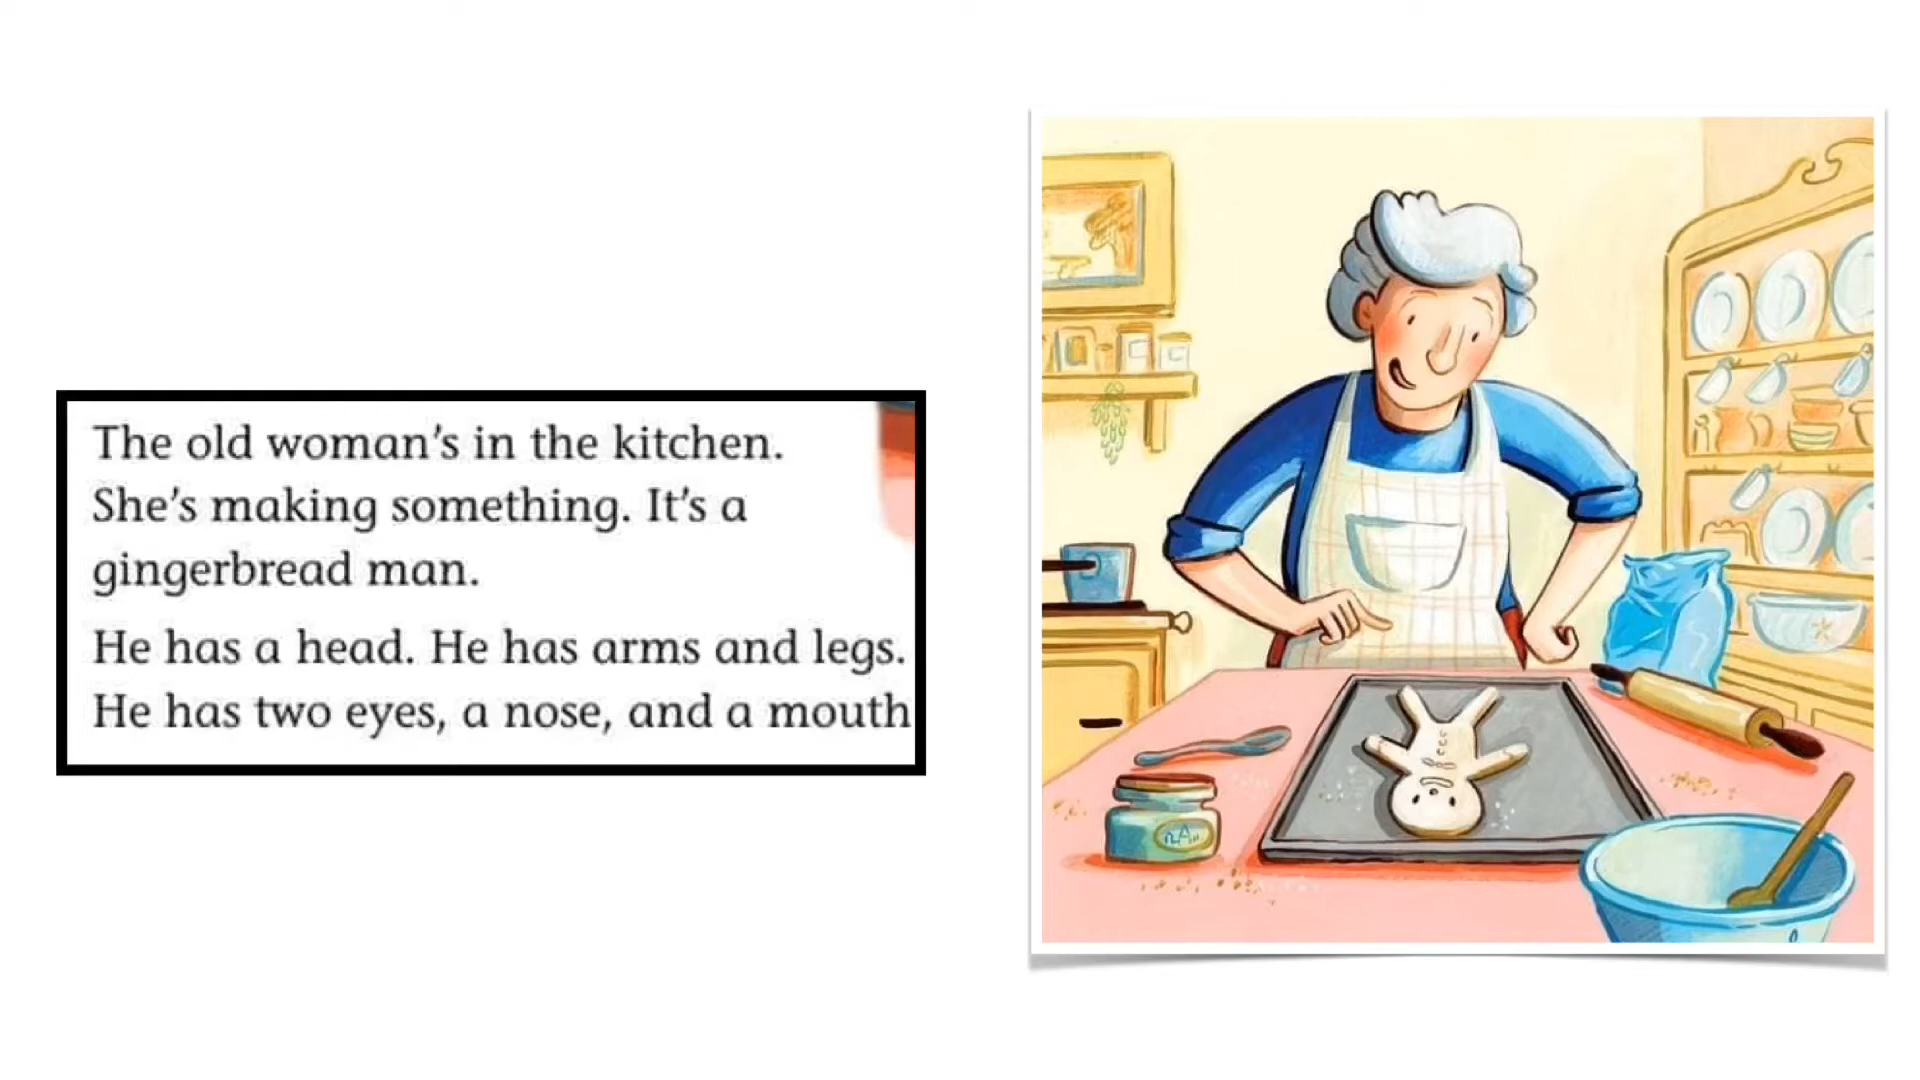 The old woman's in the kitchen.
She's making something. It's a
gingerbread man.
He has a head. He has arms and legs.
He has two eyes, a nose, and a mouth